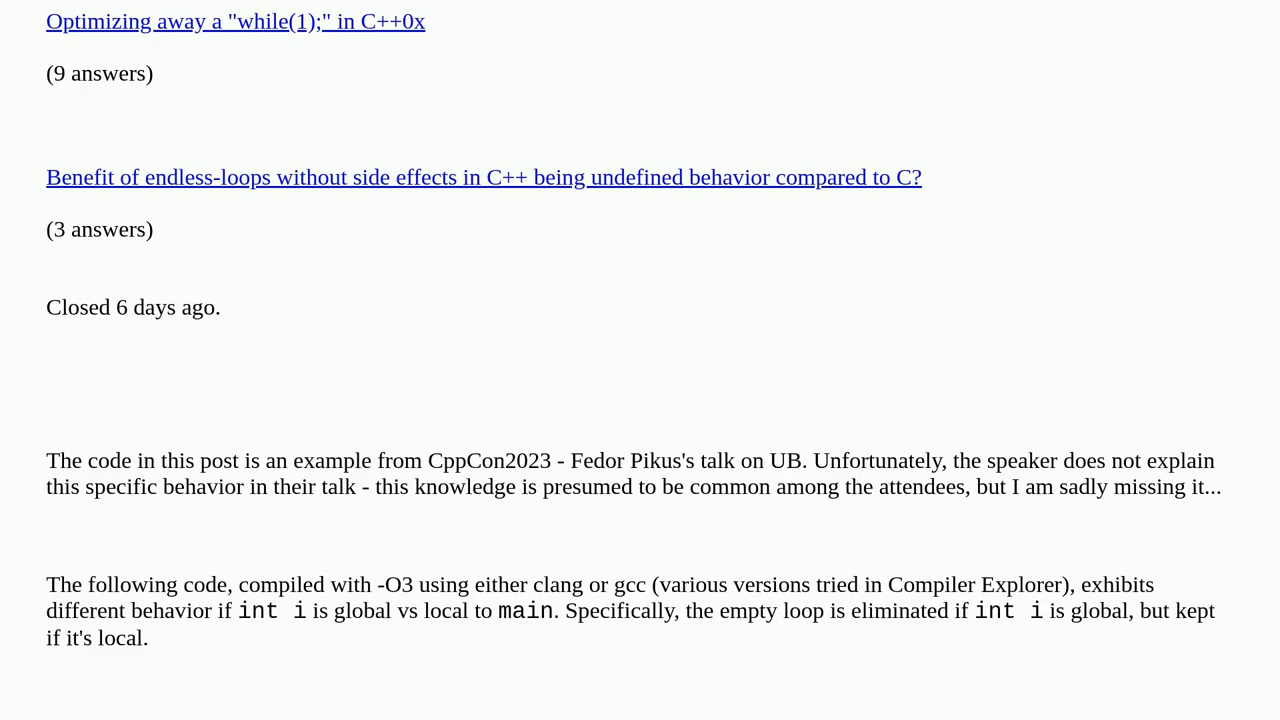 Optimizing away a "while(1);" in C++0x
(9 answers)
Benefit of endless-loops without side effects in C++ being undefined behavior compared to C?
(3 answers)
Closed 6 days ago.
The code in this post is an example from CppCon2023 - Fedor Pikus's talk on UB. Unfortunately, the speaker does not explain
this specific behavior in their talk - this knowledge is presumed to be common among the attendees, but I am sadly missing it...
The following code, compiled with -O3 using either clang or gcc (various versions tried in Compiler Explorer), exhibits
different behavior if int i is global vs local to main. Specifically, the empty loop is eliminated if int i is global, but kept
if it's local.